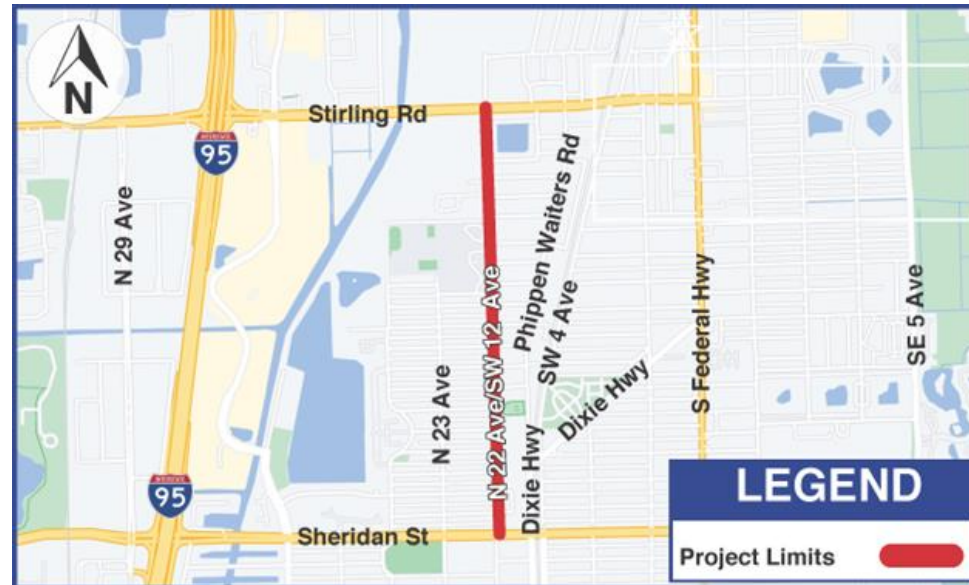 N
Stirling Rd
95
N 29 Ave
Phippen Waiters Rd
SW 4 Ave
N 22 Ave/SW 12 Ave
S Federal Hwy
SE 5 Ave
N 23 Ave
Dixie Hwy
Dixie Hwy
95
Sheridan St
LEGEND
Project Limits